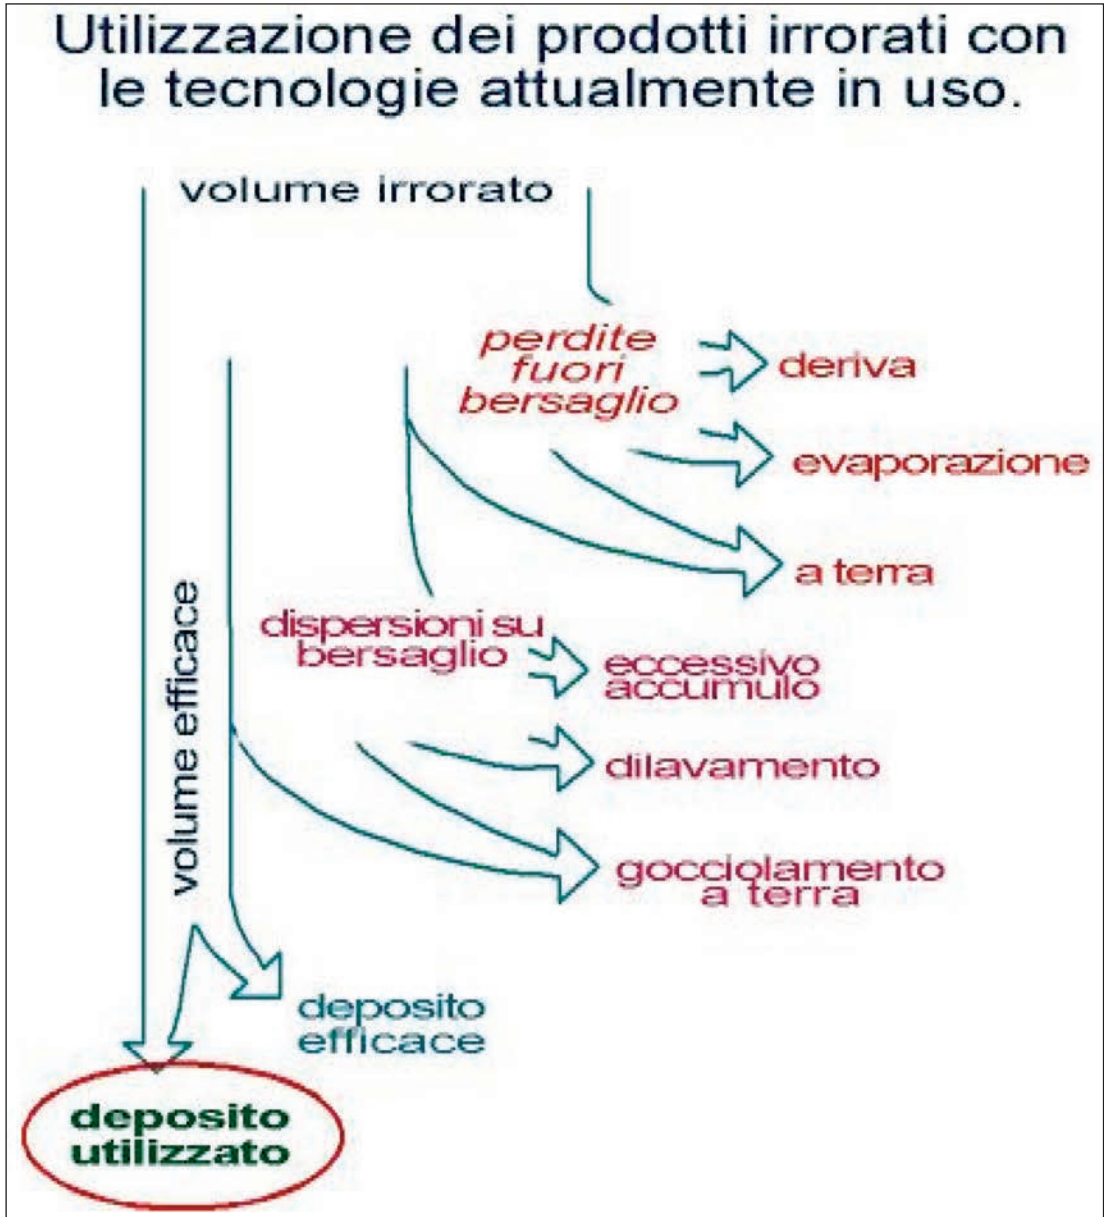 Utilizzazione dei prodotti irrorati con
le tecnologie attualmente in uso.
volume irrorato
perdite
fuori
bersaglio
deriva
evaporazione
a terra
dispersioni su
bersaglio
eccessivo
accumulo
dilavamento
gocciolamento
a terra
volume efficace
deposito
efficace
deposito
utilizzato